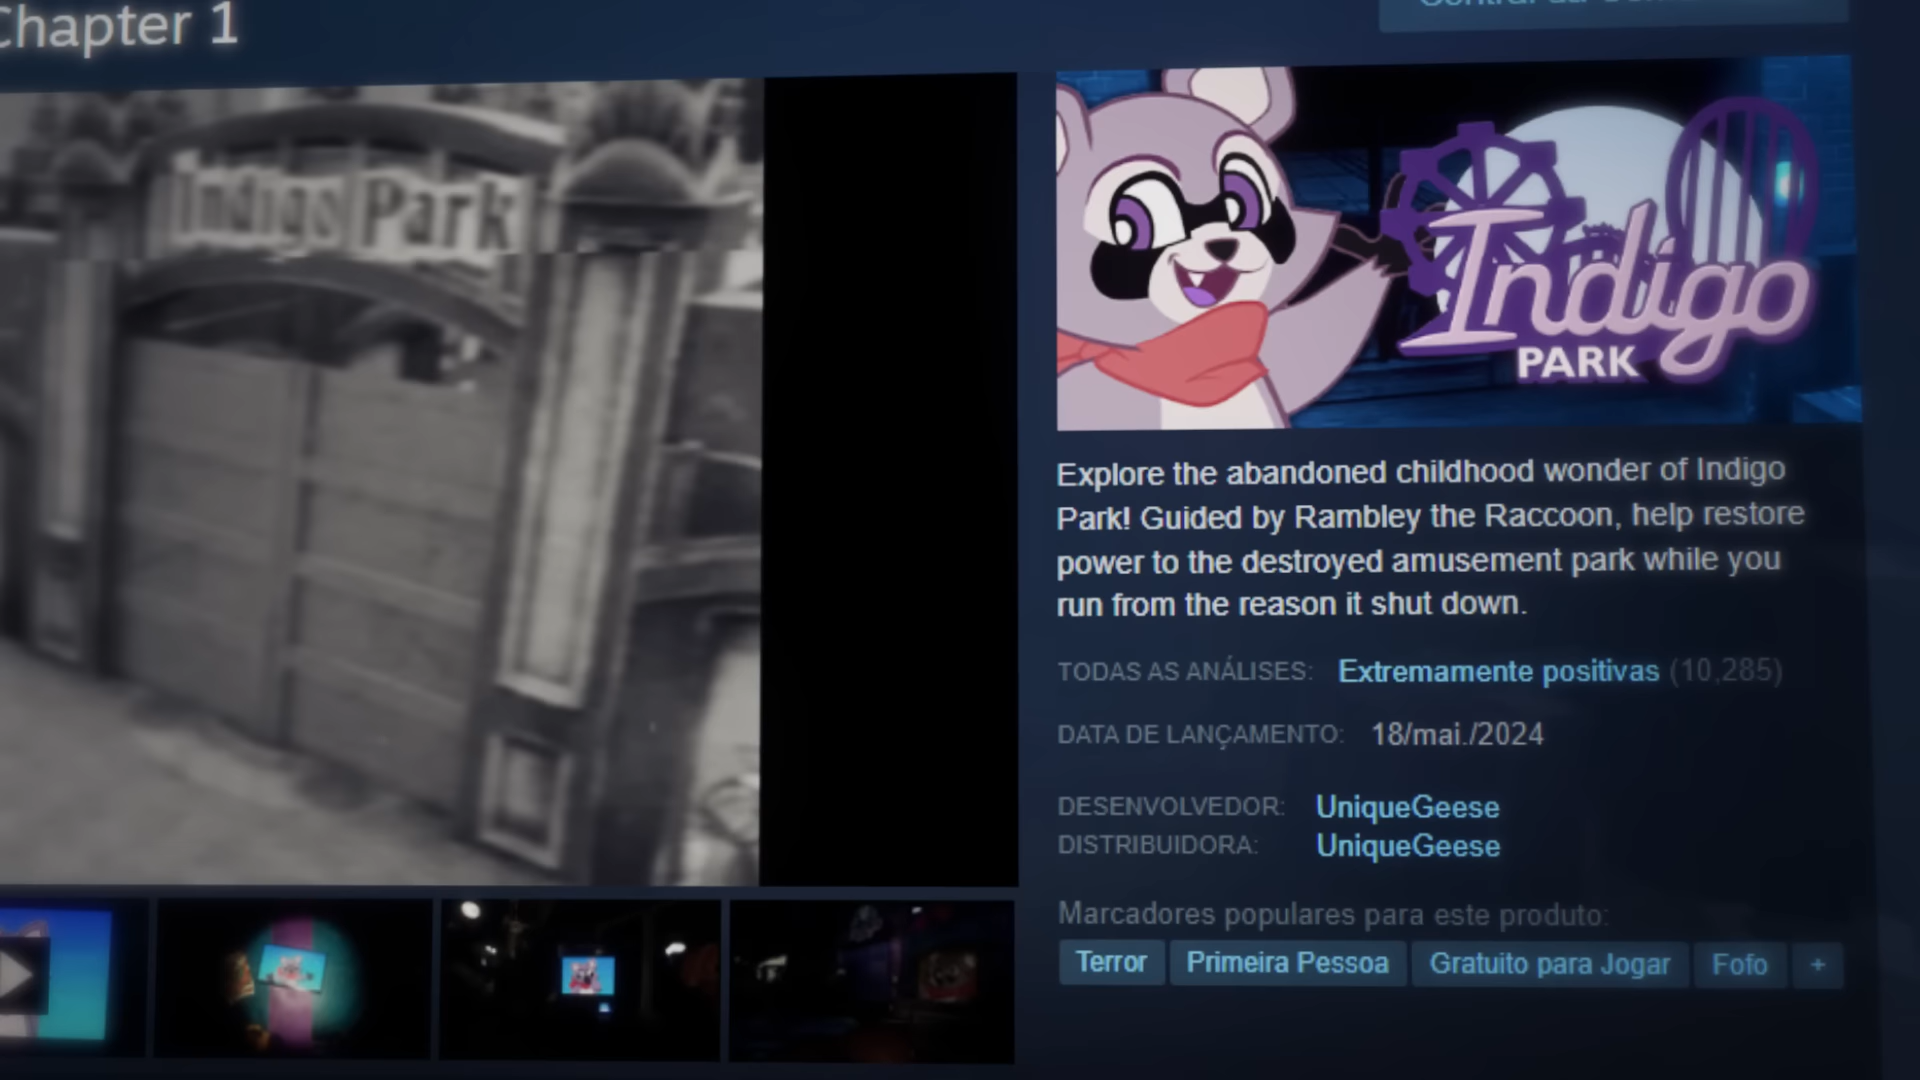 Chapter 1
Indigo Park
Indigo
PARK
Explore the abandoned childhood wonder of Indigo
Park! Guided by Rambley the Raccoon, help restore
power to the destroyed amusement park while you
run from the reason it shut down.
TODAS AS ANÁLISES: Extremamente positivas (10,285)
DATA DE LANÇAMENTO: 18/mai./2024
DESENVOLVEDOR: UniqueGeese
DISTRIBUIDORA: UniqueGeese
Marcadores populares para este produto:
Terror Primeira Pessoa Gratuito para Jogar Fofo +